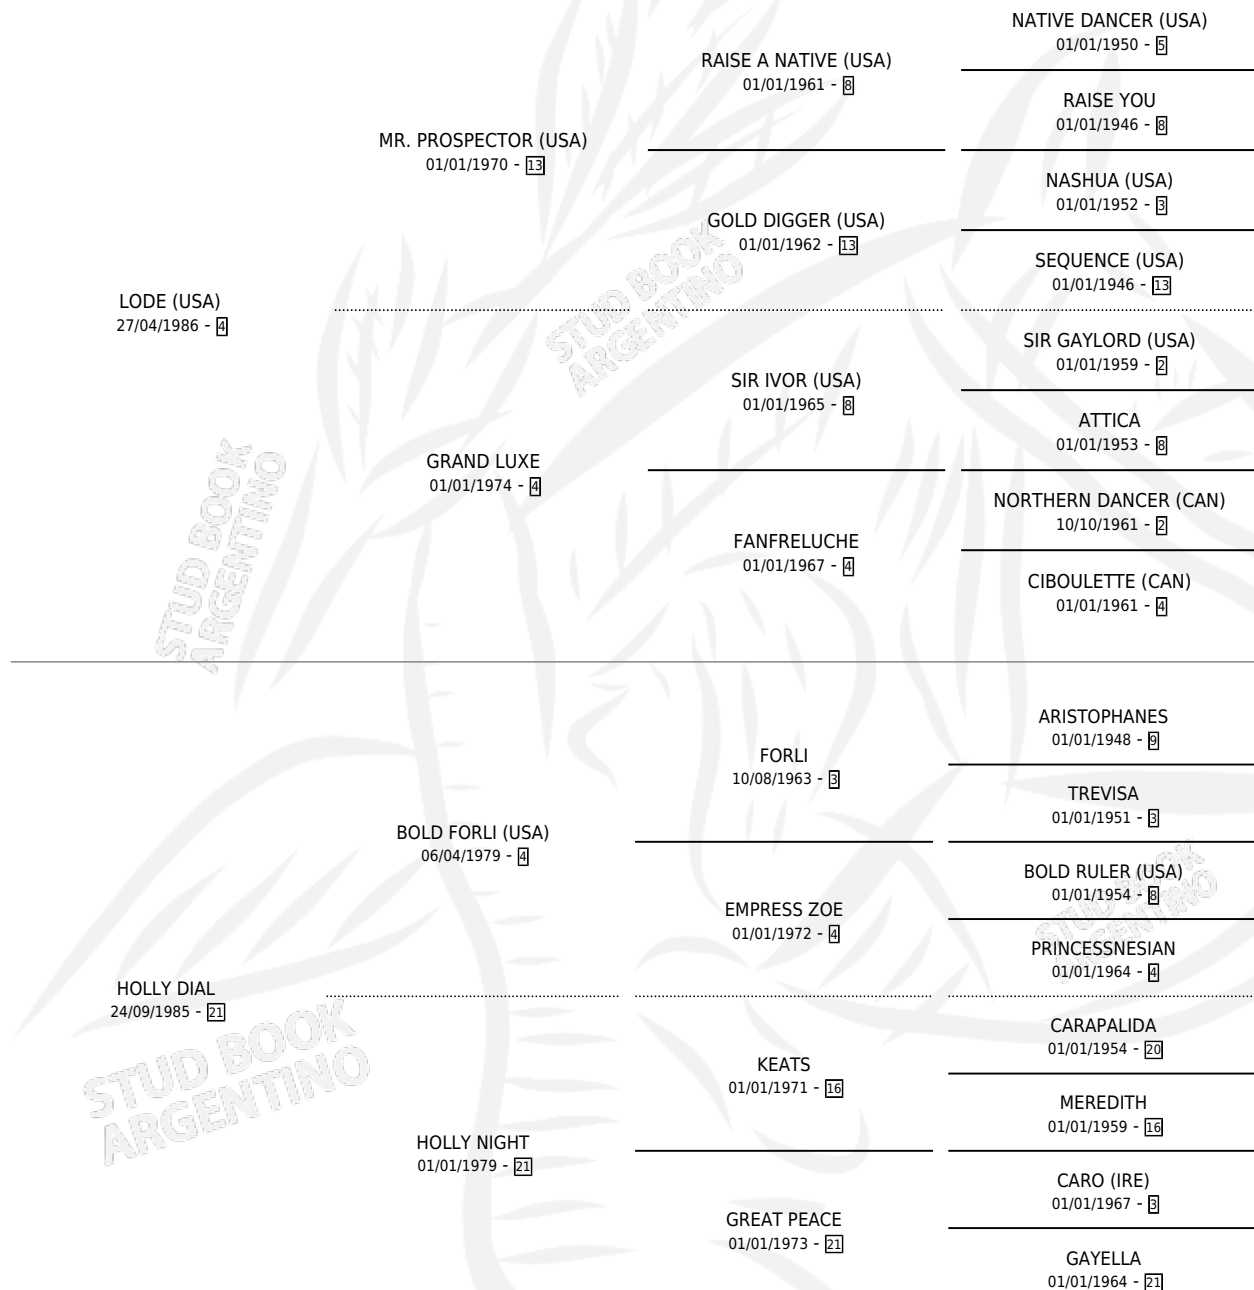 NATIVE DANCER (USA)
01/01/1950 - 5
RAISE A NATIVE (USA)
01/01/1961 - 8
RAISE YOU
01/01/1946 - 8
MR. PROSPECTOR (USA)
01/01/1970 - 13
NASHUA (USA)
01/01/1952 - 3
GOLD DIGGER (USA)
01/01/1962 - 13
SEQUENCE (USA)
01/01/1946 - 13
LODE (USA)
27/04/1986 - 4
SIR GAYLORD (USA)
01/01/1959 - 2
SIR IVOR (USA)
01/01/1965 - 8
ATTICA
01/01/1953 - 8
GRAND LUXE
01/01/1974 - 4
NORTHERN DANCER (CAN)
10/10/1961 - 2
FANFRELUCHE
01/01/1967 - 4
CIBOULETTE (CAN)
01/01/1961 - 4
STUD BOOK
ARGENTINO
STUD BOOK
ARGENTINO
ARISTOPHANES
01/01/1948 - 9
FORLI
10/08/1963 - 3
TREVISA
01/01/1951 - 3
BOLD FORLI (USA)
06/04/1979 - 4
BOLD RULER (USA)
01/01/1954 - 8
EMPRESS ZOE
01/01/1972 - 4
PRINCESSNESIAN
01/01/1964 - 4
STUD BOOK
ARGENTINO
HOLLY DIAL
24/09/1985 - 21
CARAPALIDA
01/01/1954 - 20
KEATS
01/01/1971 - 16
MEREDITH
01/01/1959 - 16
HOLLY NIGHT
01/01/1979 - 21
CARO (IRE)
01/01/1967 - 3
GREAT PEACE
01/01/1973 - 21
GAYELLA
01/01/1964 - 21
STUD BOOK
ARGENTINO